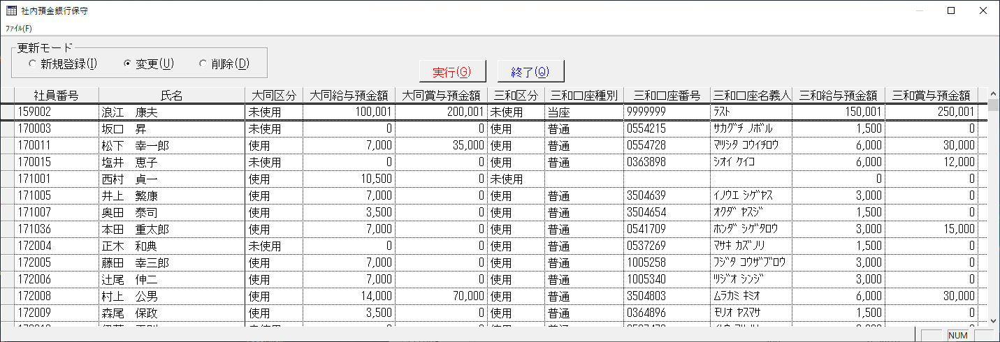 社内預金銀行保守
ﾌｧｲﾙ(F)
更新モード
新規登録(I) 変更(U) 削除(D)
実行(G) 終了(Q)
社員番号 氏名 大同区分 大同給与預金額 大同賞与預金額 三和区分 三和口座種別 三和口座番号 三和口座名義人 三和給与預金額 三和賞与預金額
159002 浪江 康夫 未使用 100,001 200,001 未使用 当座 9999999 ﾃｽﾄ 150,001 250,001
170003 坂口 昇 未使用 0 0 使用 普通 0554215 ｻｶｸﾞﾁ ﾉﾎﾞﾙ 1,500 0
170011 松下 幸一郎 使用 7,000 35,000 使用 普通 0554728 ﾏﾂｼﾀ ｺｳｲﾁﾛｳ 6,000 30,000
170015 塩井 恵子 未使用 0 0 使用 普通 0363898 ｼｵｲ ｹｲｺ 6,000 12,000
171001 西村 貞一 使用 10,500 0 未使用 0 0
171005 井上 繁康 使用 7,000 0 使用 普通 3504639 ｲﾉｳｴ ｼｹﾞﾔｽ 3,000 0
171007 奥田 泰司 使用 3,500 0 使用 普通 3504654 ｵｸﾀﾞ ﾔｽｼﾞ 1,500 0
171036 本田 重太郎 使用 7,000 0 使用 普通 0541709 ﾎﾝﾀﾞ ｼｹﾞﾀﾛｳ 3,000 15,000
172004 正木 和典 未使用 0 0 使用 普通 0537269 ﾏｻｷ ｶｽﾞﾉﾘ 1,500 0
172005 藤田 幸三郎 使用 7,000 0 使用 普通 1005258 ﾌｼﾞﾀ ｺｳｻﾞﾌﾞﾛｳ 3,000 0
172006 辻尾 伸二 使用 7,000 0 使用 普通 1005340 ﾂｼﾞｵ ｼﾝｼﾞ 3,000 0
172008 村上 公男 使用 14,000 70,000 使用 普通 3504803 ﾑﾗｶﾐ ｷﾐｵ 6,000 30,000
172009 森尾 保政 使用 3,500 0 使用 普通 0364896 ﾓﾘｵ ﾔｽﾏｻ 1,500 0
NUM